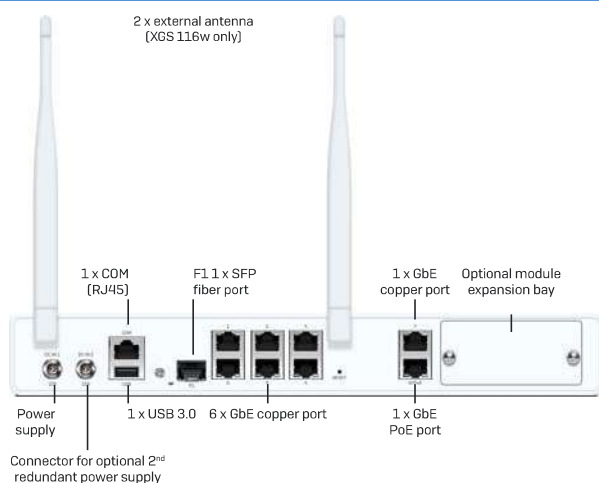 2 x external antenna
(XGS 116w only)
1 x COM
(RJ45)
F1 1 x SFP
fiber port
1 x GbE
copper port
Optional module
expansion bay
COM
Power
supply
1 x USB 3.0
6 x GbE copper port
1 x GbE
PoE port
Connector for optional 2nd
redundant power supply